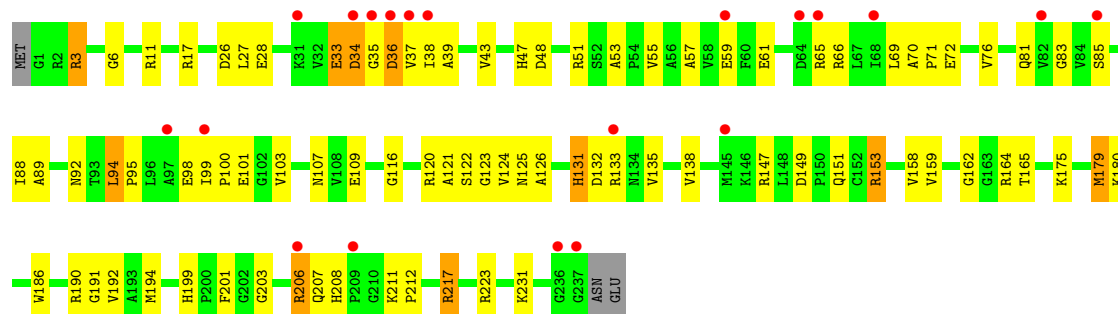 MET G1 R2 R3 G6 R11 R17 D26 L27 E28 K31 V32 E33 D34 G35 D36 V37 I38 A39 V43 H47 D48 R51 S52 A53 P54 V55 A56 A57 V58 E59 F60 E61 D64 R65 R66 L67 I68 L69 A70 P71 E72 V76 Q81 V82 G83 V84 S85
I88 A89 N92 T93 L94 P95 L96 A97 E98 I99 P100 E101 G102 V103 N107 V108 E109 G116 R120 A121 S122 G123 V124 N125 A126 H131 D132 R133 N134 V135 V138 M145 K146 R147 L148 D149 P150 Q151 C152 R153 V158 V159 G162 G163 R164 T165 K175 M179 K180
W186 R190 G191 V192 A193 M194 H199 P200 F201 G202 G203 R206 Q207 H208 P209 G210 K211 P212 R217 R223 K231 G236 G237 ASN GLU